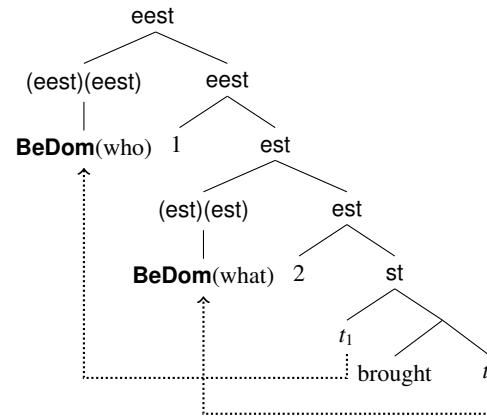 eest
(eest)(eest) eest
BeDom(who) 1 est
(est)(est) est
BeDom(what) 2 st
t1
brought t